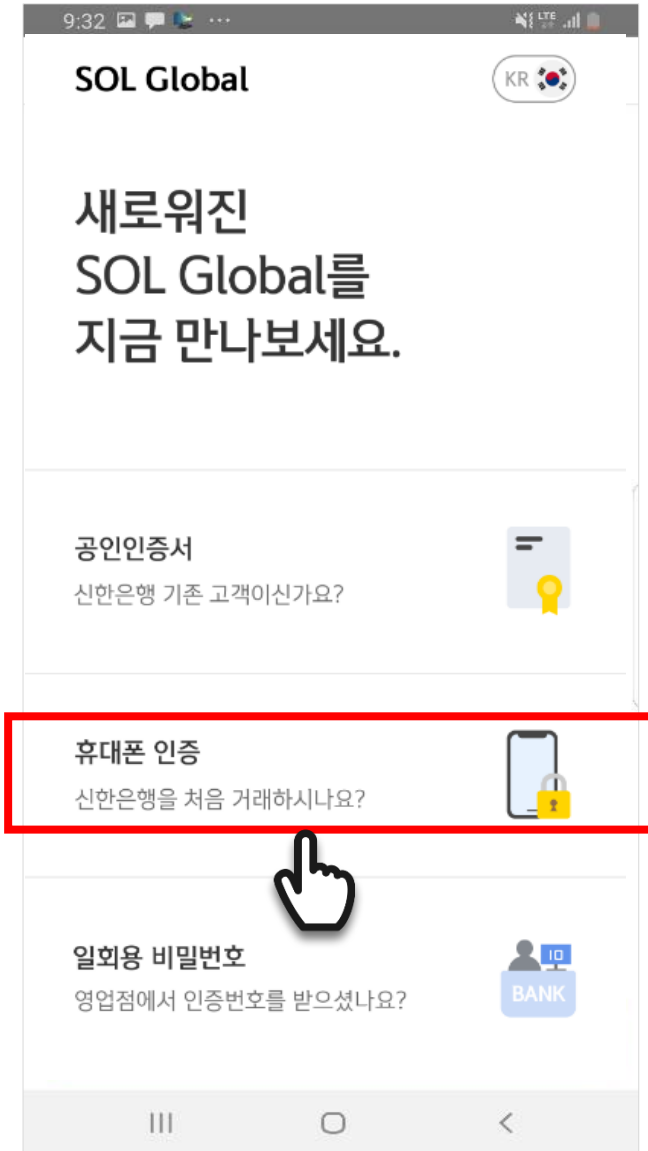 9:32
LTE
SOL Global
KR
새로워진
SOL Global를
지금 만나보세요.
공인인증서
신한은행 기존 고객이신가요?
휴대폰 인증
신한은행을 처음 거래하시나요?
일회용 비밀번호
영업점에서 인증번호를 받으셨나요?
BANK